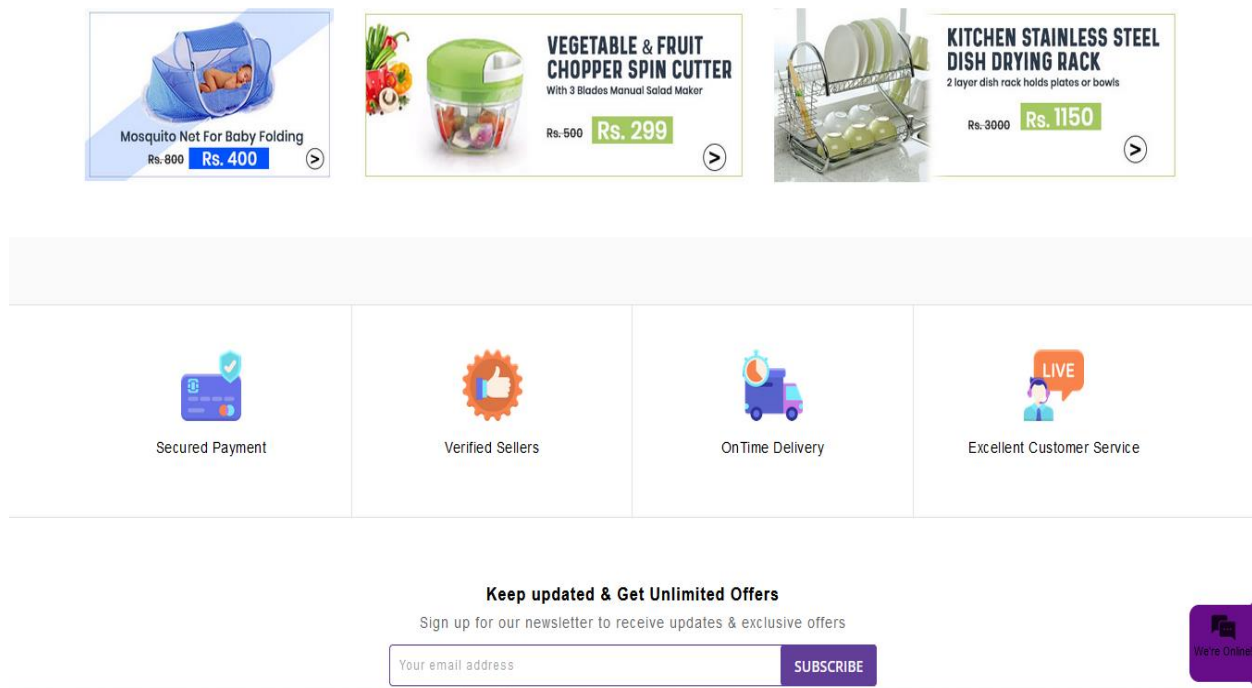 Mosquito Net For Baby Folding
Rs. 800 Rs. 400
VEGETABLE & FRUIT
CHOPPER SPIN CUTTER
With 3 Blades Manual Salad Maker
Rs. 500 Rs. 299
KITCHEN STAINLESS STEEL
DISH DRYING RACK
2 layer dish rack holds plates or bowls
Rs. 3000 Rs. 1150
LIVE
Secured Payment
Verified Sellers
OnTime Delivery
Excellent Customer Service
Keep updated & Get Unlimited Offers
Sign up for our newsletter to receive updates & exclusive offers
Your email address
SUBSCRIBE
We're Online!